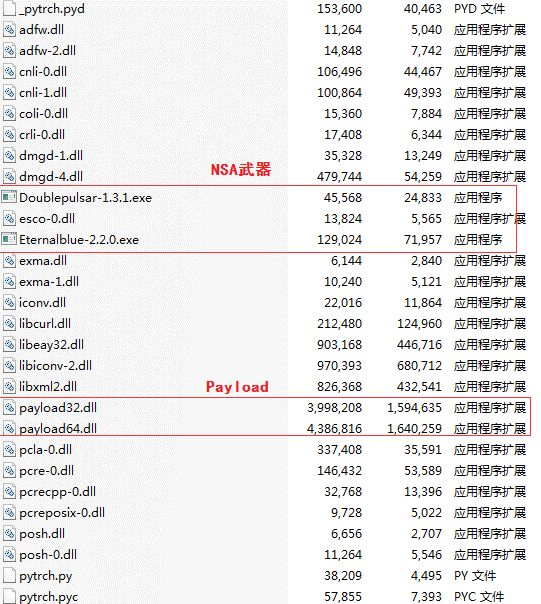 _pytrch.pyd 153,600 40,463 PYD 文件
adfw.dll 11,264 5,040 应用程序扩展
adfw-2.dll 14,848 7,742 应用程序扩展
cnli-0.dll 106,496 44,467 应用程序扩展
cnli-1.dll 100,864 49,393 应用程序扩展
coli-0.dll 15,360 7,884 应用程序扩展
crli-0.dll 17,408 6,344 应用程序扩展
dmgd-1.dll 35,328 13,249 应用程序扩展
NSA武器
dmgd-4.dll 479,744 54,259 应用程序扩展
Doublepulsar-1.3.1.exe 45,568 24,833 应用程序
esco-0.dll 13,824 5,565 应用程序扩展
Eternalblue-2.2.0.exe 129,024 71,957 应用程序
exma.dll 6,144 2,840 应用程序扩展
exma-1.dll 10,240 5,121 应用程序扩展
iconv.dll 22,016 11,864 应用程序扩展
libcurl.dll 212,480 124,960 应用程序扩展
libeay32.dll 903,168 446,716 应用程序扩展
libiconv-2.dll 970,393 680,712 应用程序扩展
libxml2.dll 826,368 432,541 应用程序扩展
Payload
payload32.dll 3,998,208 1,594,635 应用程序扩展
payload64.dll 4,386,816 1,640,259 应用程序扩展
pcla-0.dll 337,408 35,591 应用程序扩展
pcre-0.dll 146,432 53,589 应用程序扩展
pcrecpp-0.dll 32,768 13,396 应用程序扩展
pcreposix-0.dll 9,728 5,022 应用程序扩展
posh.dll 6,656 2,707 应用程序扩展
posh-0.dll 11,264 5,546 应用程序扩展
pytrch.py 38,209 4,495 PY 文件
pytrch.pyc 57,855 7,393 PYC 文件